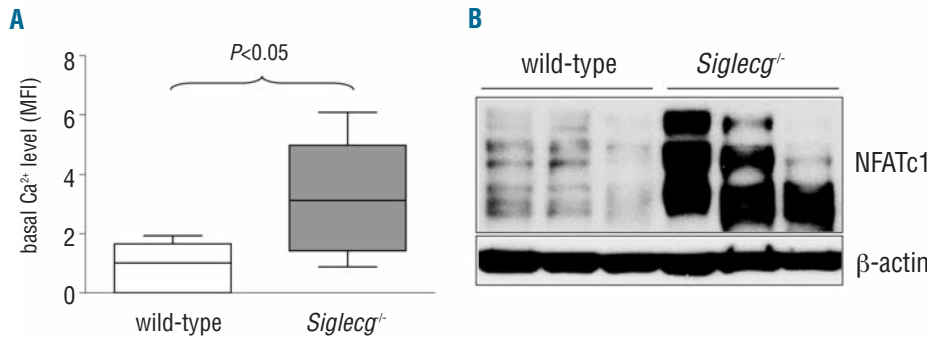 A
basal Ca²⁺ level (MFI)
8
6
4
2
0
P<0.05
wild-type
Siglecg⁻/⁻
B
wild-type
Siglecg⁻/⁻
NFATc1
β-actin